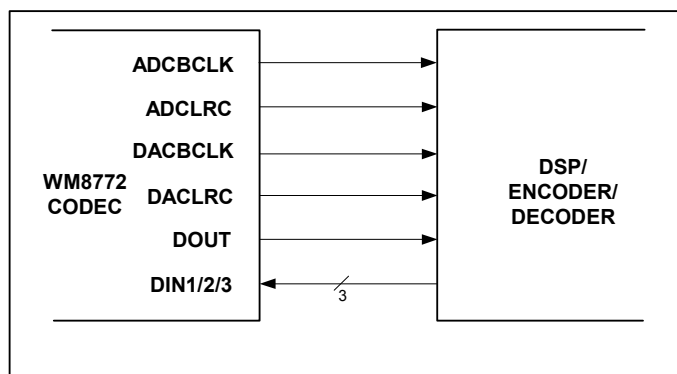 ADCBCLK
ADCLRC
DACBCLK
WM8772
CODEC
DACLRC
DOUT
DIN1/2/3
3
DSP/
ENCODER/
DECODER